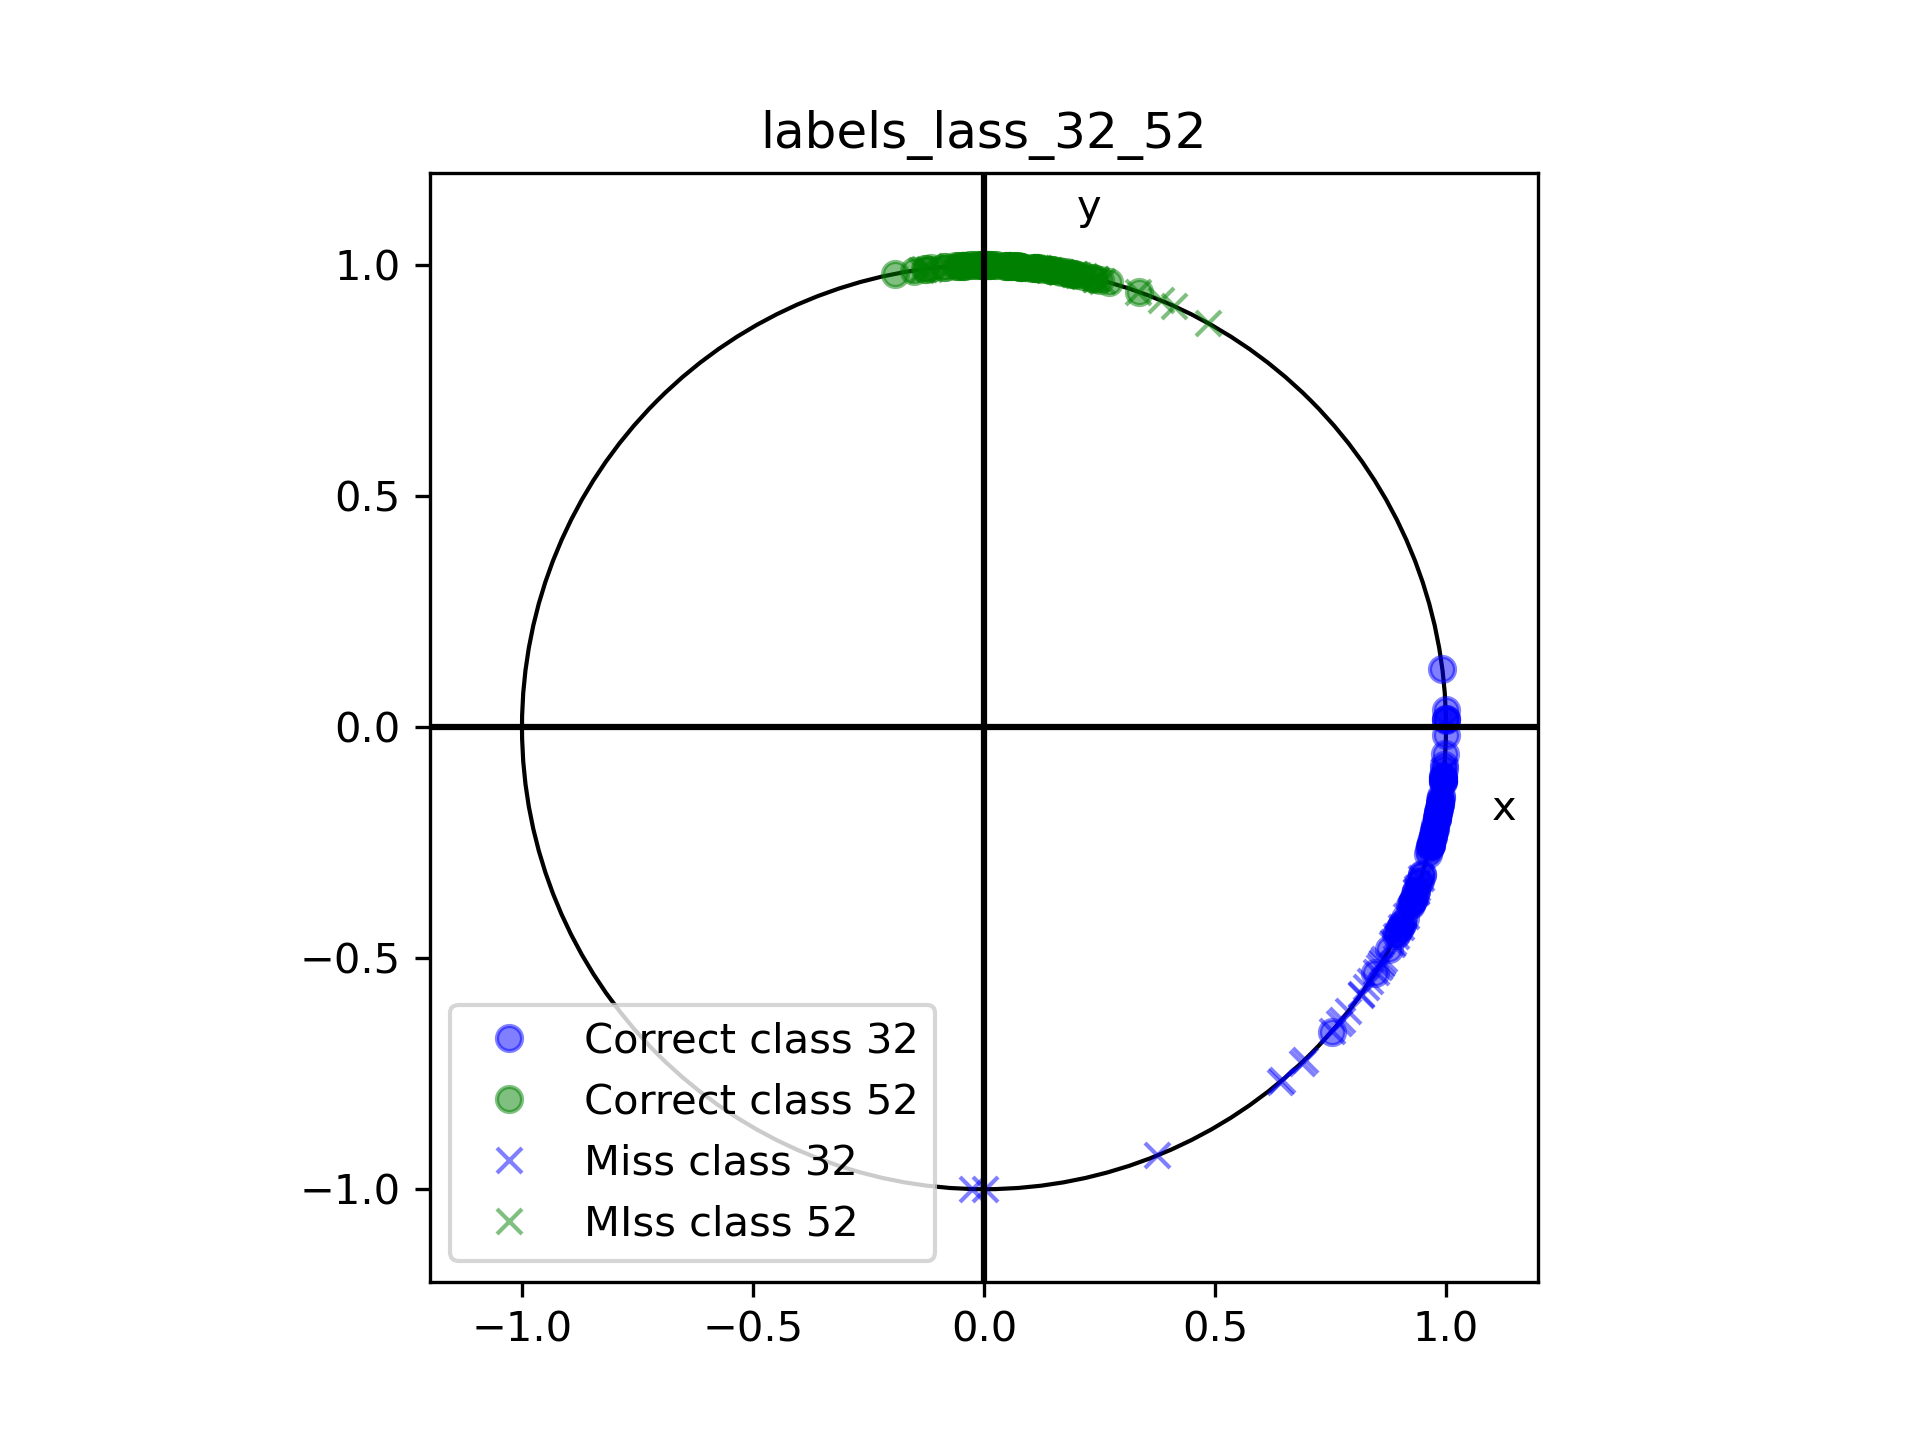 labels_lass_32_52
y
1.0
0.5
0.0
x
−0.5
Correct class 32
Correct class 52
Miss class 32
−1.0
MIss class 52
−1.0 −0.5 0.0 0.5 1.0